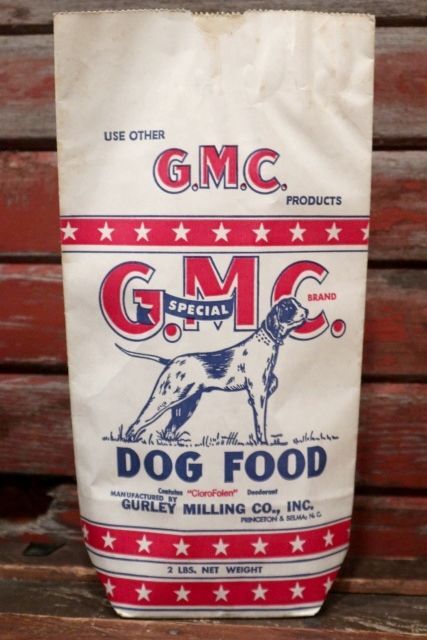 USE OTHER
G.M.C.
PRODUCTS
G.M.C.
SPECIAL
BRAND
DOG FOOD
Contains "CloroFolen" Deodorant
MANUFACTURED BY
GURLEY MILLING CO., INC.
PRINCETON & SELMA, N. C.
2 LBS. NET WEIGHT